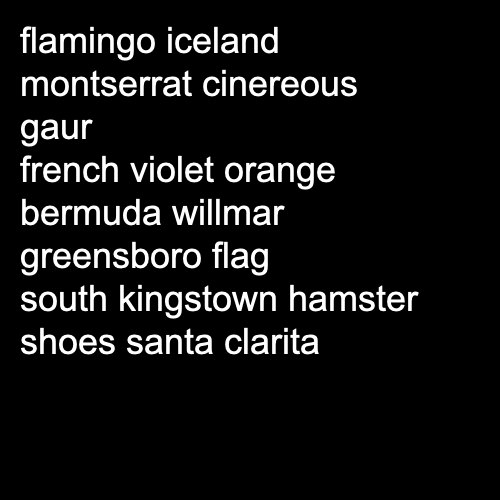 flamingo iceland
montserrat cinereous
gaur
french violet orange
bermuda willmar
greensboro flag
south kingstown hamster
shoes santa clarita